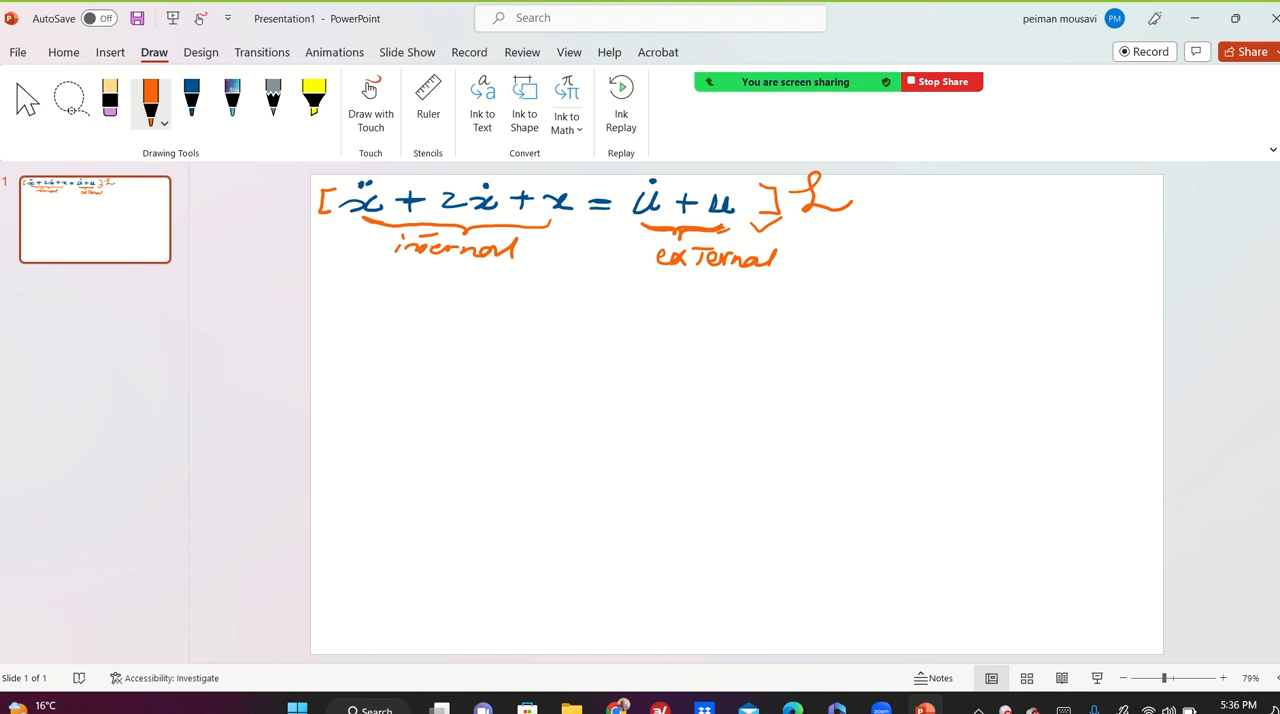 AutoSave Off Presentation1 - PowerPoint Search peiman mousavi PM
File Home Insert Draw Design Transitions Animations Slide Show Record Review View Help Acrobat Record Share
You are screen sharing Stop Share
Draw with Touch Ruler Ink to Text Ink to Shape Ink to Math Ink Replay
Drawing Tools Touch Stencils Convert Replay
1
[ẍ + 2ẋ + x = u̇ + u ] ℒ
internal external
Slide 1 of 1 Accessibility: Investigate Notes 79%
16°C Search zoom 5:36 PM